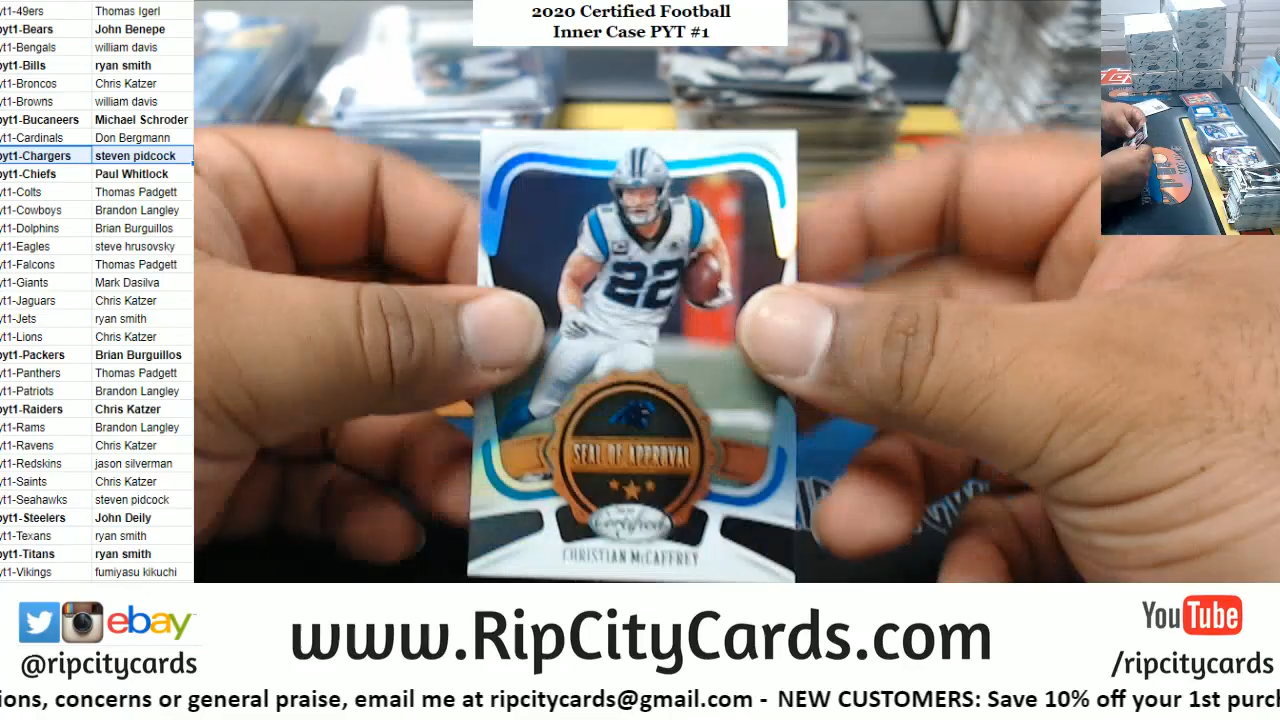 2020 Certified Football
Inner Case PYT #1
yt1-49ers Thomas Igerl
pyt1-Bears John Benepe
yt1-Bengals william davis
pyt1-Bills ryan smith
yt1-Broncos Chris Katzer
yt1-Browns william davis
pyt1-Bucaneers Michael Schroder
yt1-Cardinals Don Bergmann
pyt1-Chargers steven pidcock
pyt1-Chiefs Paul Whitlock
yt1-Colts Thomas Padgett
yt1-Cowboys Brandon Langley
yt1-Dolphins Brian Burguillos
yt1-Eagles steve hrusovsky
yt1-Falcons Thomas Padgett
yt1-Giants Mark Dasilva
yt1-Jaguars Chris Katzer
yt1-Jets ryan smith
yt1-Lions Chris Katzer
pyt1-Packers Brian Burguillos
yt1-Panthers Thomas Padgett
yt1-Patriots Brandon Langley
pyt1-Raiders Chris Katzer
yt1-Rams Brandon Langley
yt1-Ravens Chris Katzer
yt1-Redskins jason silverman
yt1-Saints Chris Katzer
yt1-Seahawks steven pidcock
pyt1-Steelers John Deily
yt1-Texans ryan smith
pyt1-Titans ryan smith
yt1-Vikings fumiyasu kikuchi
22
SEAL OF APPROVAL
Certified
CHRISTIAN McCAFFREY
ebay
@ripcitycards
www.RipCityCards.com
YouTube
/ripcitycards
ions, concerns or general praise, email me at ripcitycards@gmail.com - NEW CUSTOMERS: Save 10% off your 1st purch